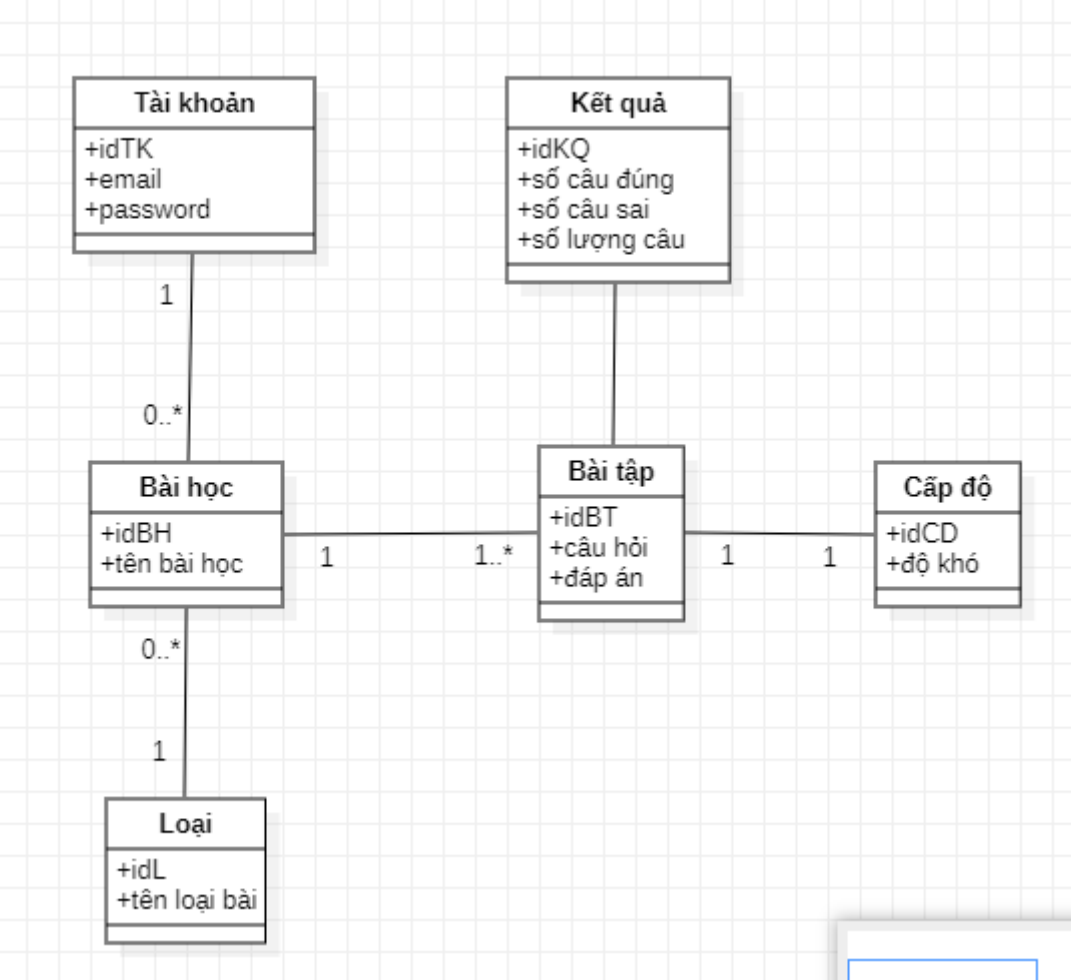 Tài khoản
+idTK
+email
+password
Kết quả
+idKQ
+số câu đúng
+số câu sai
+số lượng câu
1
0..*
Bài học
+idBH
+tên bài học
1
1..*
Bài tập
+idBT
+câu hỏi
+đáp án
1
1
Cấp độ
+idCD
+độ khó
0..*
1
Loại
+idL
+tên loại bài